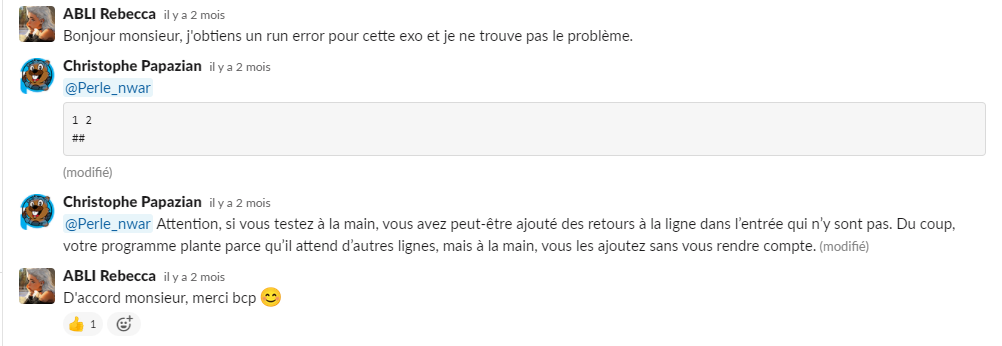 ABLI Rebecca il y a 2 mois
Bonjour monsieur, j'obtiens un run error pour cette exo et je ne trouve pas le problème.
Christophe Papazian il y a 2 mois
@Perle_nwar
1 2
##
(modifié)
Christophe Papazian il y a 2 mois
@Perle_nwar Attention, si vous testez à la main, vous avez peut-être ajouté des retours à la ligne dans l’entrée qui n’y sont pas. Du coup,
votre programme plante parce qu’il attend d’autres lignes, mais à la main, vous les ajoutez sans vous rendre compte. (modifié)
ABLI Rebecca il y a 2 mois
D'accord monsieur, merci bcp 😊
👍 1